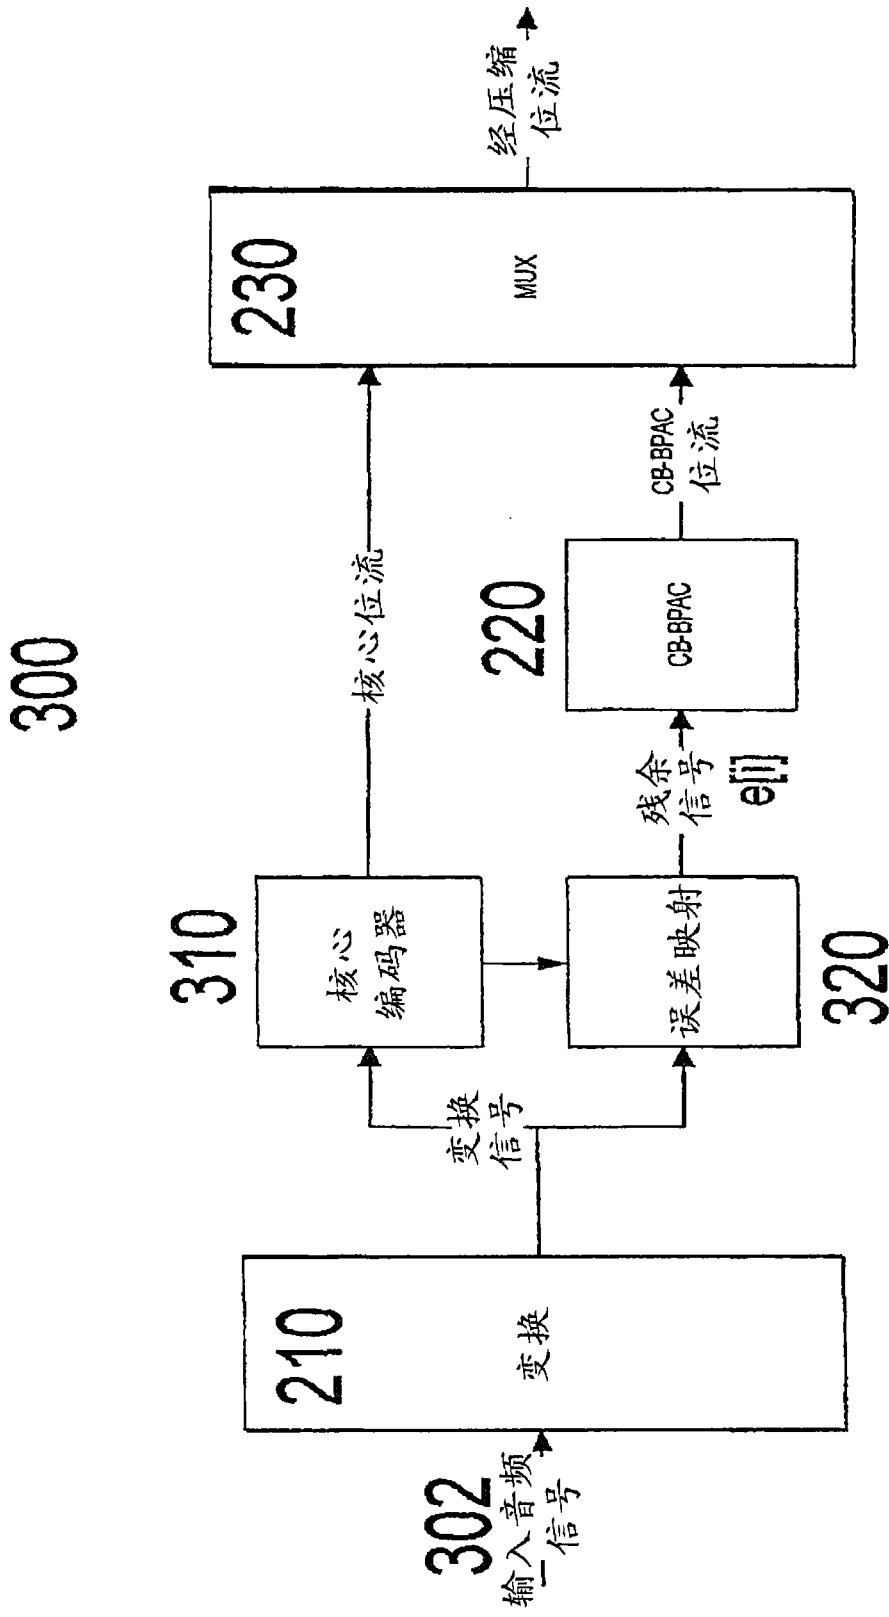 300
302
输入音频
信号
210
变换
变换
信号
310
核心
编码器
误差映射
320
核心位流
残余
信号
e[i]
220
CB-BPAC
CB-BPAC
位流
230
MUX
经压缩
位流